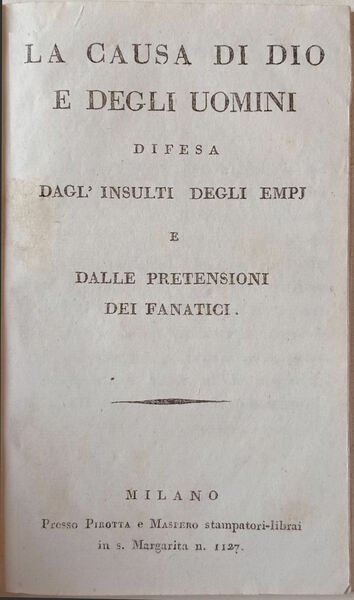 LA CAUSA DI DIO
E DEGLI UOMINI
DIFESA
DAGL' INSULTI DEGLI EMPJ
E
DALLE PRETENSIONI
DEI FANATICI.
MILANO
Presso PIROTTA e MASPERO stampatori-librai
in s. Margarita n. 1127.